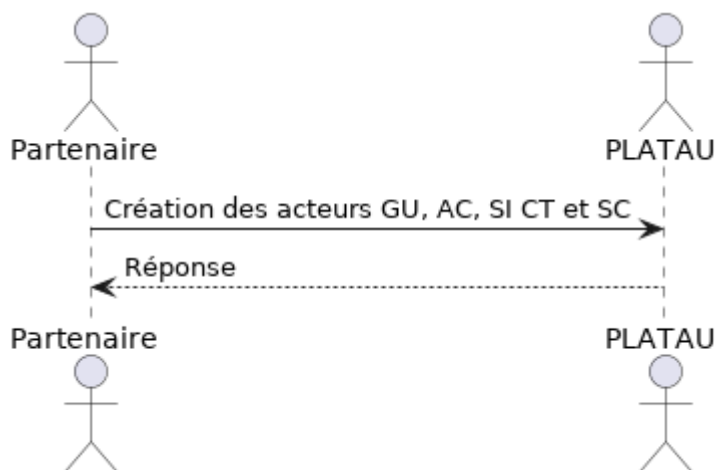 Partenaire PLATAU
Création des acteurs GU, AC, SI CT et SC
Réponse
Partenaire PLATAU